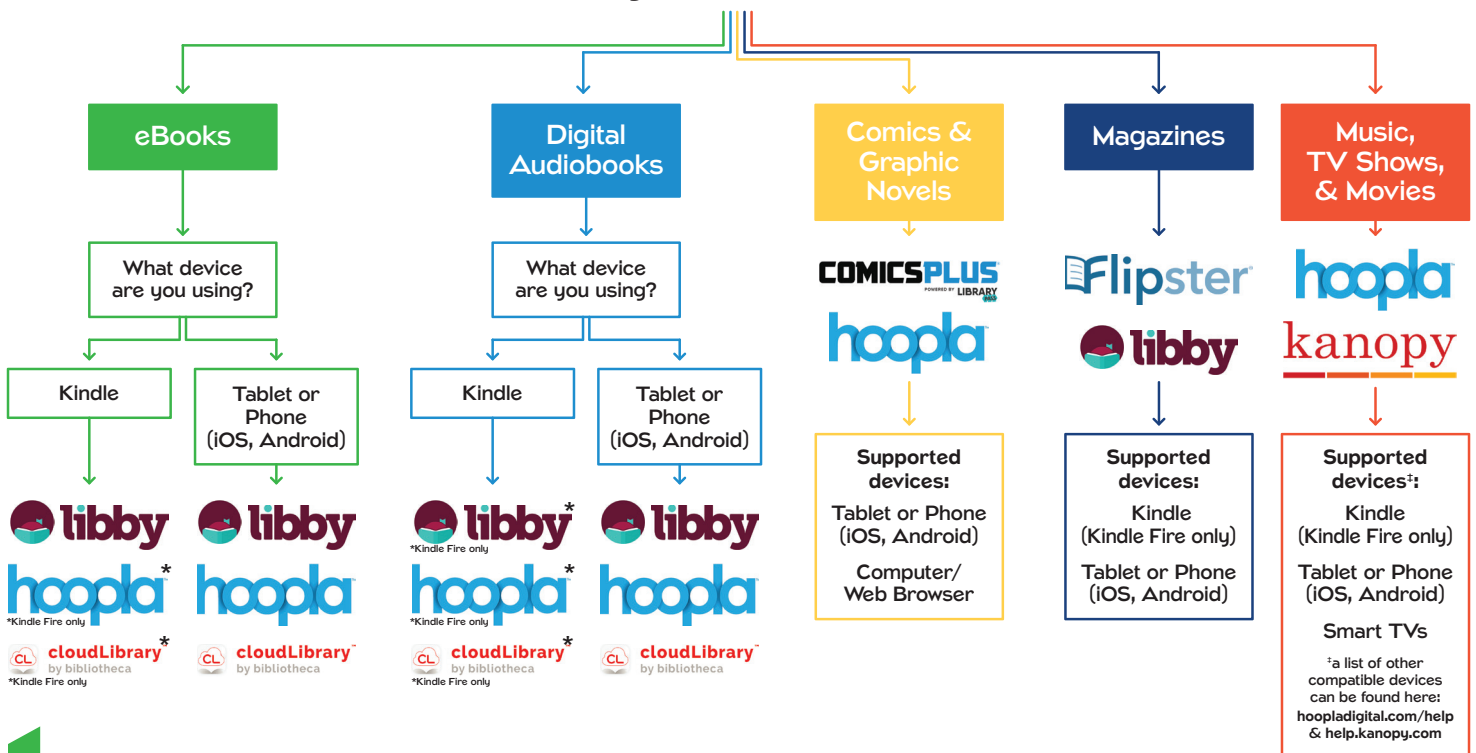 eBooks
What device
are you using?
Kindle
Tablet or
Phone
(iOS, Android)
libby
hoopla*
*Kindle Fire only
CL cloudLibrary*
by bibliotheca
*Kindle Fire only
libby
hoopla
CL cloudLibrary™
by bibliotheca
Digital
Audiobooks
What device
are you using?
Kindle
Tablet or
Phone
(iOS, Android)
libby*
*Kindle Fire only
hoopla*
*Kindle Fire only
CL cloudLibrary*
by bibliotheca
*Kindle Fire only
libby
hoopla
CL cloudLibrary™
by bibliotheca
Comics &
Graphic
Novels
COMICSPLUS
POWERED BY LIBRARY
hoopla
Supported
devices:
Tablet or Phone
(iOS, Android)
Computer/
Web Browser
Magazines
Flipster
libby
Supported
devices:
Kindle
(Kindle Fire only)
Tablet or Phone
(iOS, Android)
Music,
TV Shows,
& Movies
hoopla
kanopy
Supported
devices‡:
Kindle
(Kindle Fire only)
Tablet or Phone
(iOS, Android)
Smart TVs
‡a list of other
compatible devices
can be found here:
hoopladigital.com/help
& help.kanopy.com